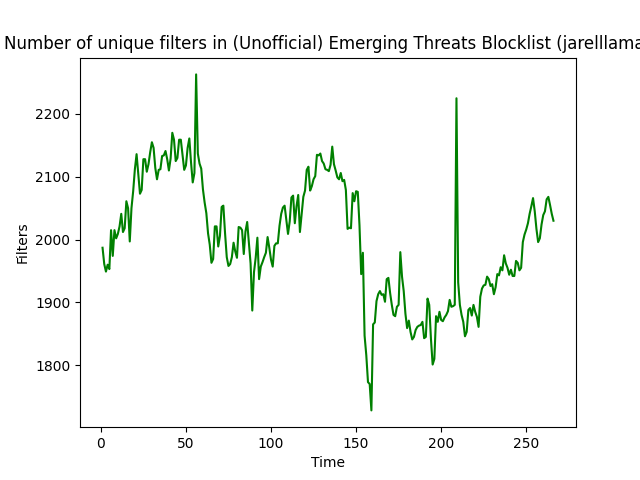 Number of unique filters in (Unofficial) Emerging Threats Blocklist (jarelllama
Filters
2200
2100
2000
1900
1800
0 50 100 150 200 250
Time